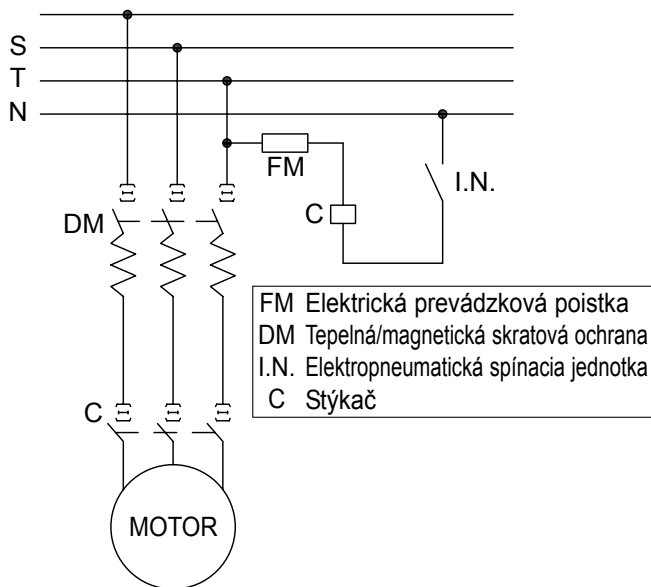 S
T
N
FM
I.N.
C
DM
FM Elektrická prevádzková poistka
DM Tepelná/magnetická skratová ochrana
I.N. Elektropneumatická spínacia jednotka
C Stýkač
C
MOTOR